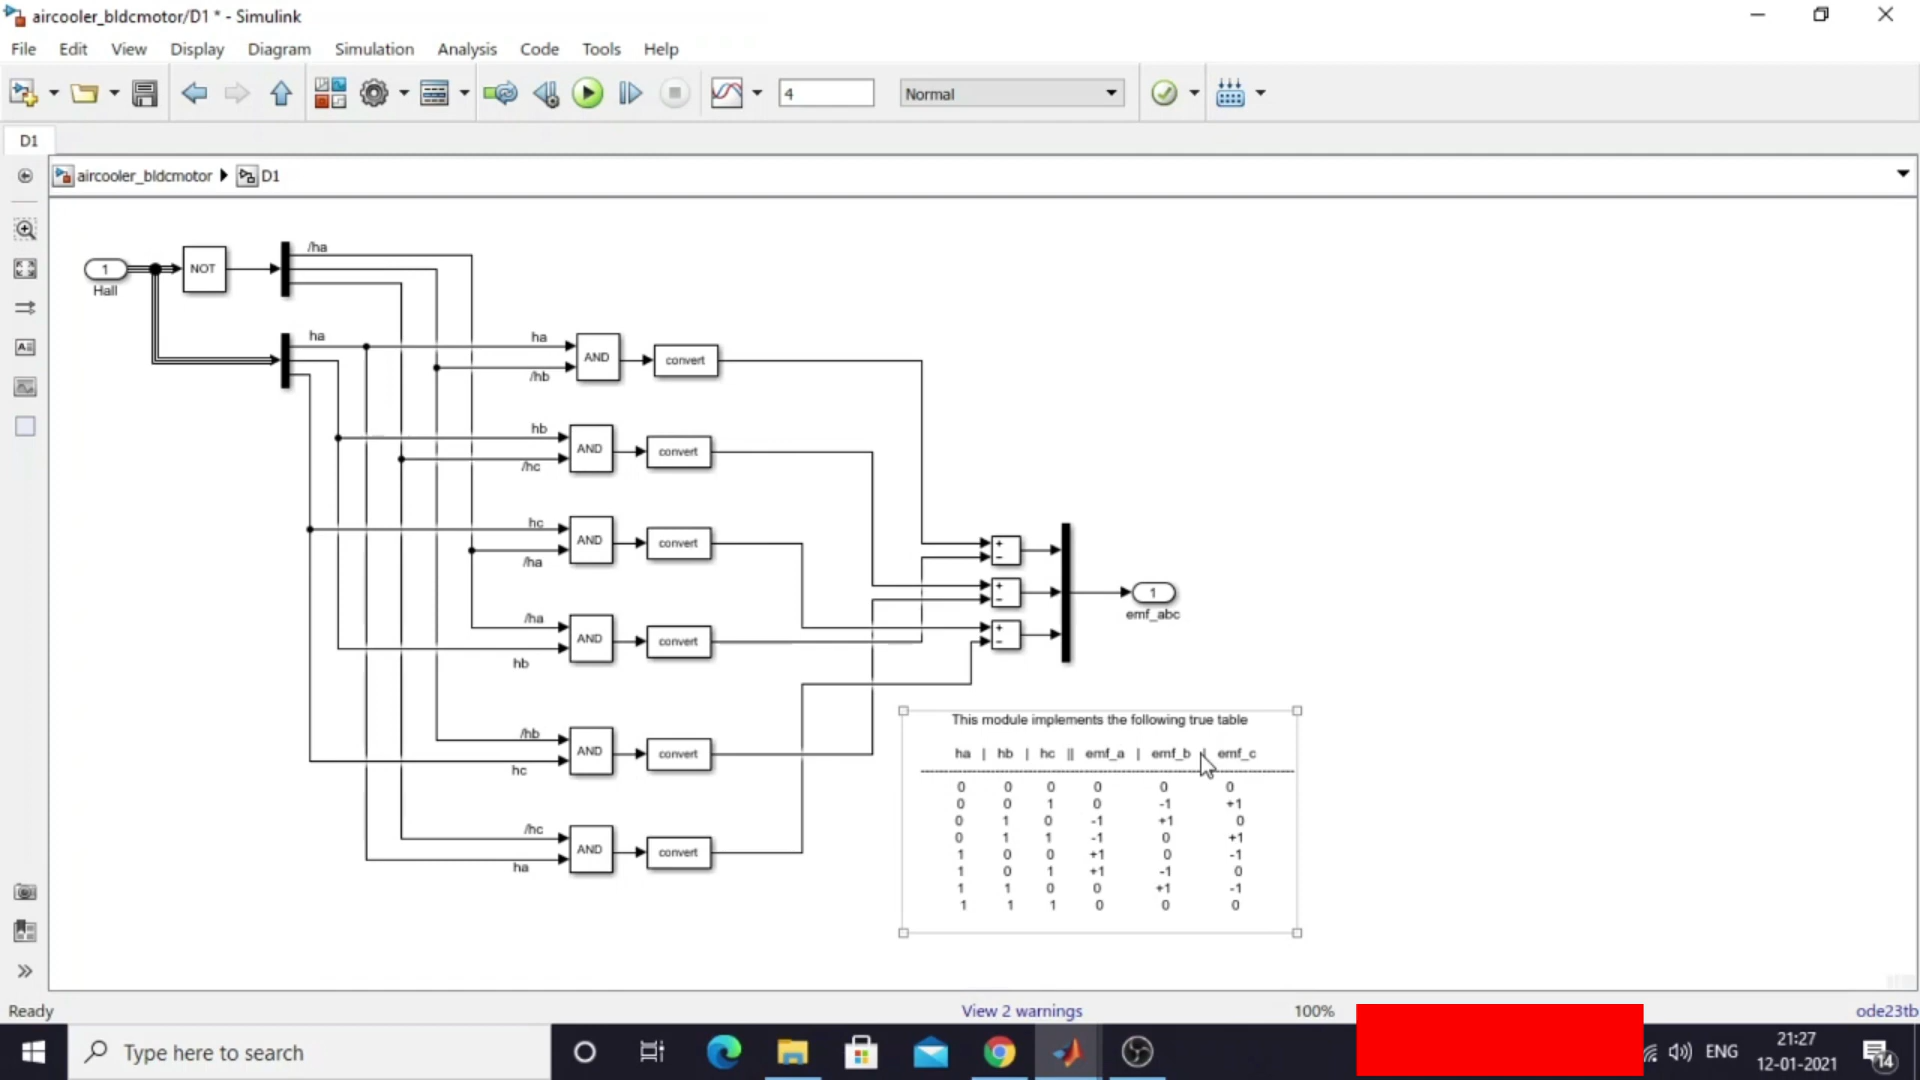 aircooler_bldcmotor/D1 * - Simulink
File Edit View Display Diagram Simulation Analysis Code Tools Help
4
Normal
D1
aircooler_bldcmotor D1
1
Hall
NOT
/ha
ha
ha
/hb
AND
convert
hb
/hc
AND
convert
hc
/ha
AND
convert
/ha
hb
AND
convert
/hb
hc
AND
convert
/hc
ha
AND
convert
+
−
+
−
+
−
1
emf_abc
This module implements the following true table
ha | hb | hc || emf_a | emf_b | emf_c
0 0 0 0 0 0
0 0 1 0 -1 +1
0 1 0 -1 +1 0
0 1 1 -1 0 +1
1 0 0 +1 0 -1
1 0 1 +1 -1 0
1 1 0 0 +1 -1
1 1 1 0 0 0
Ready
View 2 warnings
100%
ode23tb
Type here to search
ENG
21:27
12-01-2021
14